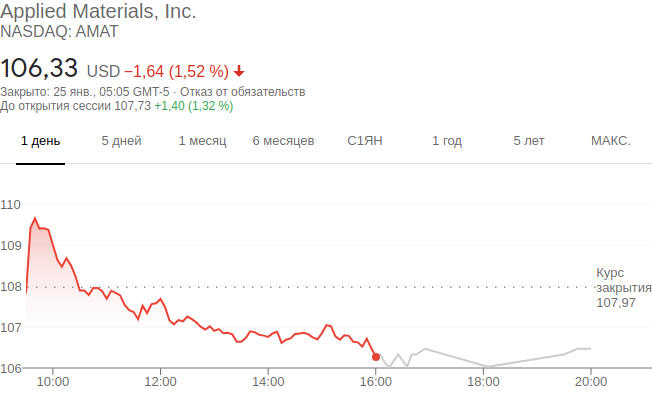 Applied Materials, Inc.
NASDAQ: AMAT
106,33 USD −1,64 (1,52 %)
Закрыто: 25 янв., 05:05 GMT-5 · Отказ от обязательств
До открытия сессии 107,73 +1,40 (1,32 %)
1 день 5 дней 1 месяц 6 месяцев С1ЯН 1 год 5 лет МАКС.
110
109
108
107
106
Курс
закрытия
107,97
10:00 12:00 14:00 16:00 18:00 20:00